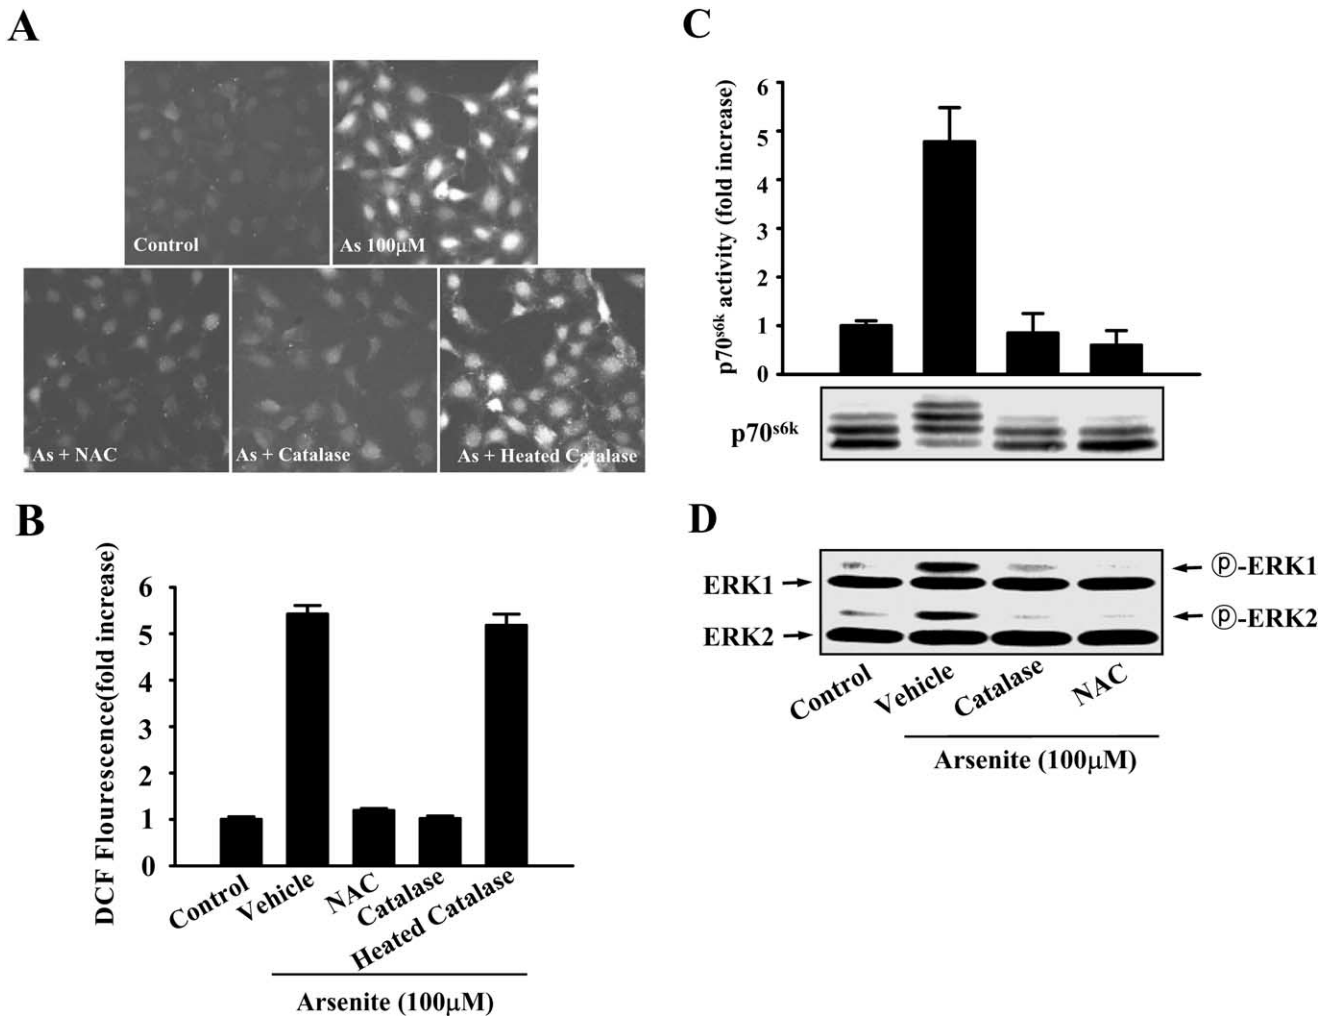 A
Control
As 100μM
As + NAC
As + Catalase
As + Heated Catalase
B
DCF Flourescence(fold increase)
6
5
4
3
2
1
0
Control
Vehicle
NAC
Catalase
Heated Catalase
Arsenite (100μM)
C
p70s6k activity (fold increase)
6
5
4
3
2
1
0
p70s6k
D
ERK1
ERK2
ⓟ-ERK1
ⓟ-ERK2
Control
Vehicle
Catalase
NAC
Arsenite (100μM)